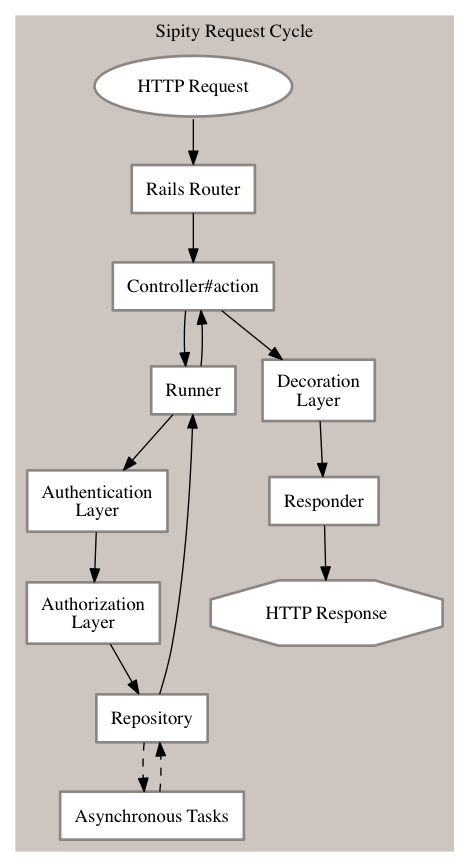 Sipity Request Cycle
HTTP Request
Rails Router
Controller#action
Runner
Decoration
Layer
Authentication
Layer
Responder
Authorization
Layer
HTTP Response
Repository
Asynchronous Tasks